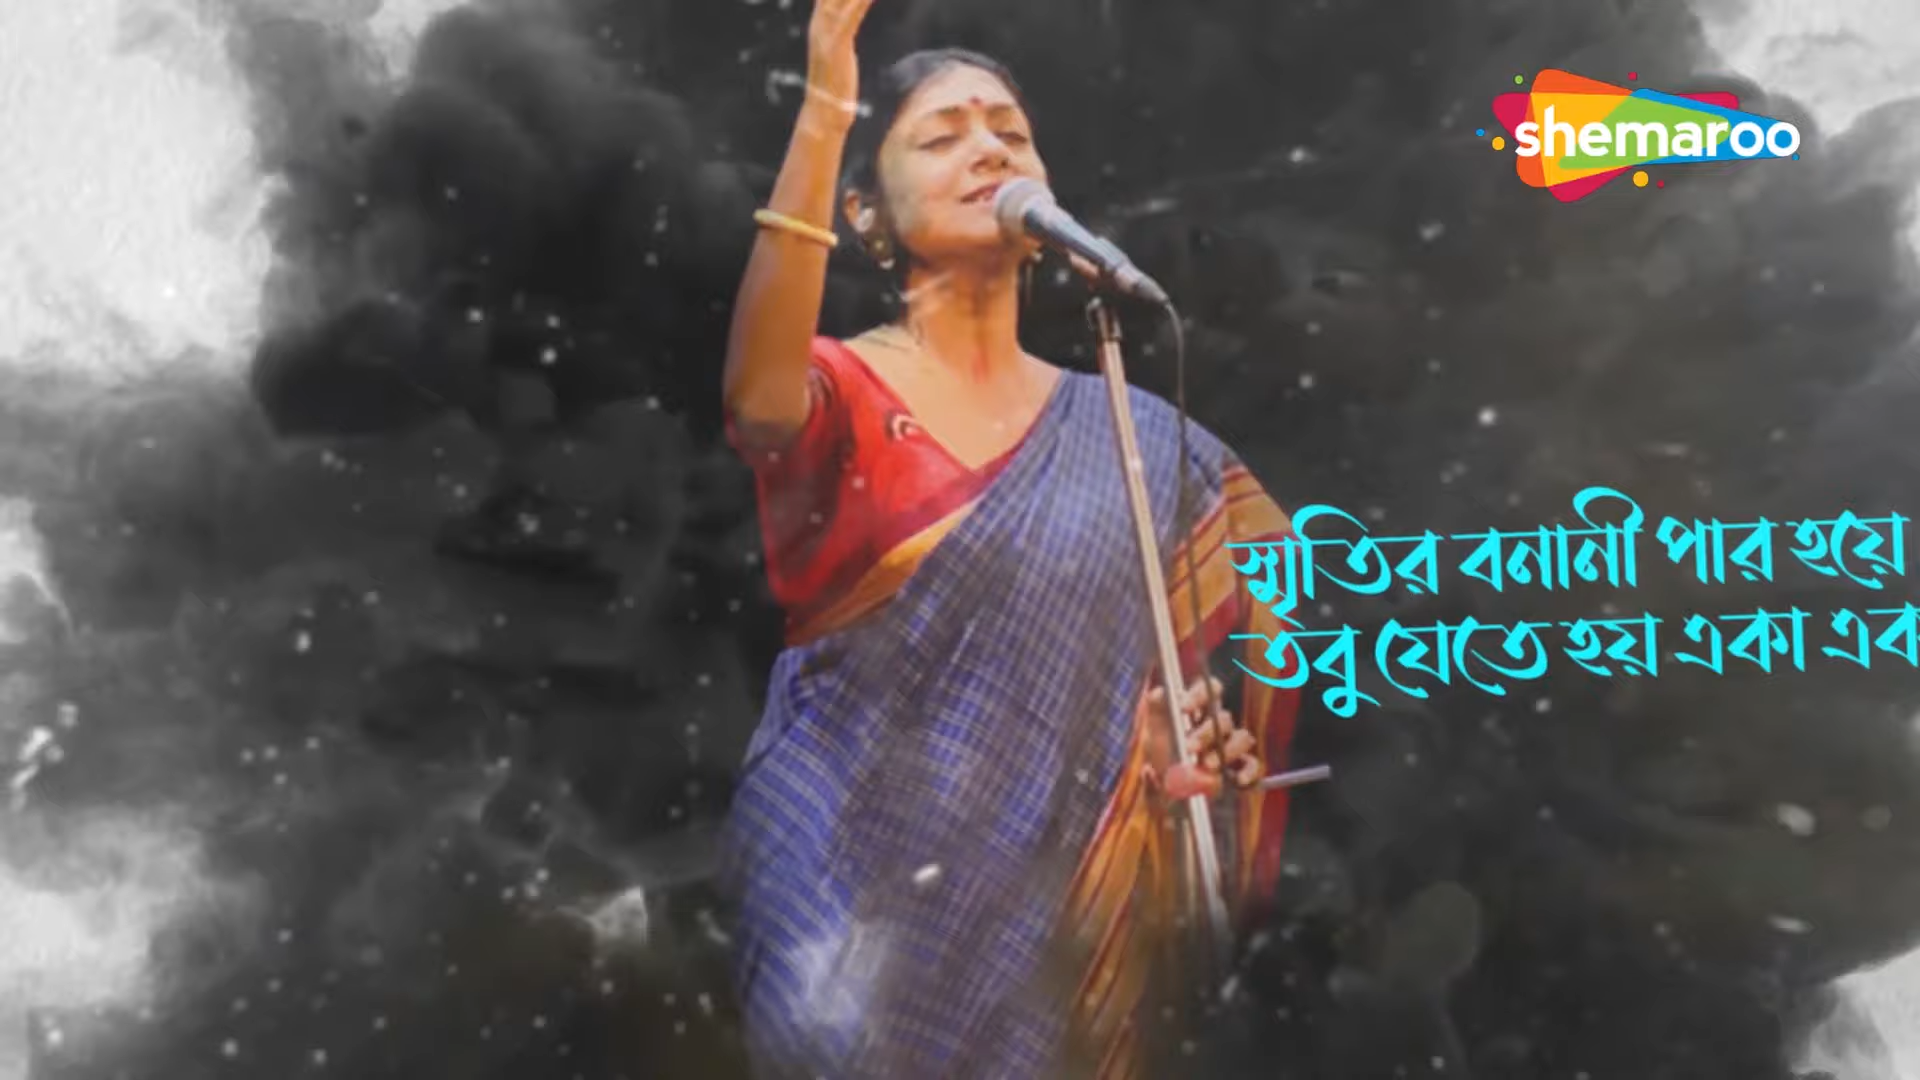 shemaroo
স্মৃতির বনানী পার হয়ে
তবু যেতে হয় একা